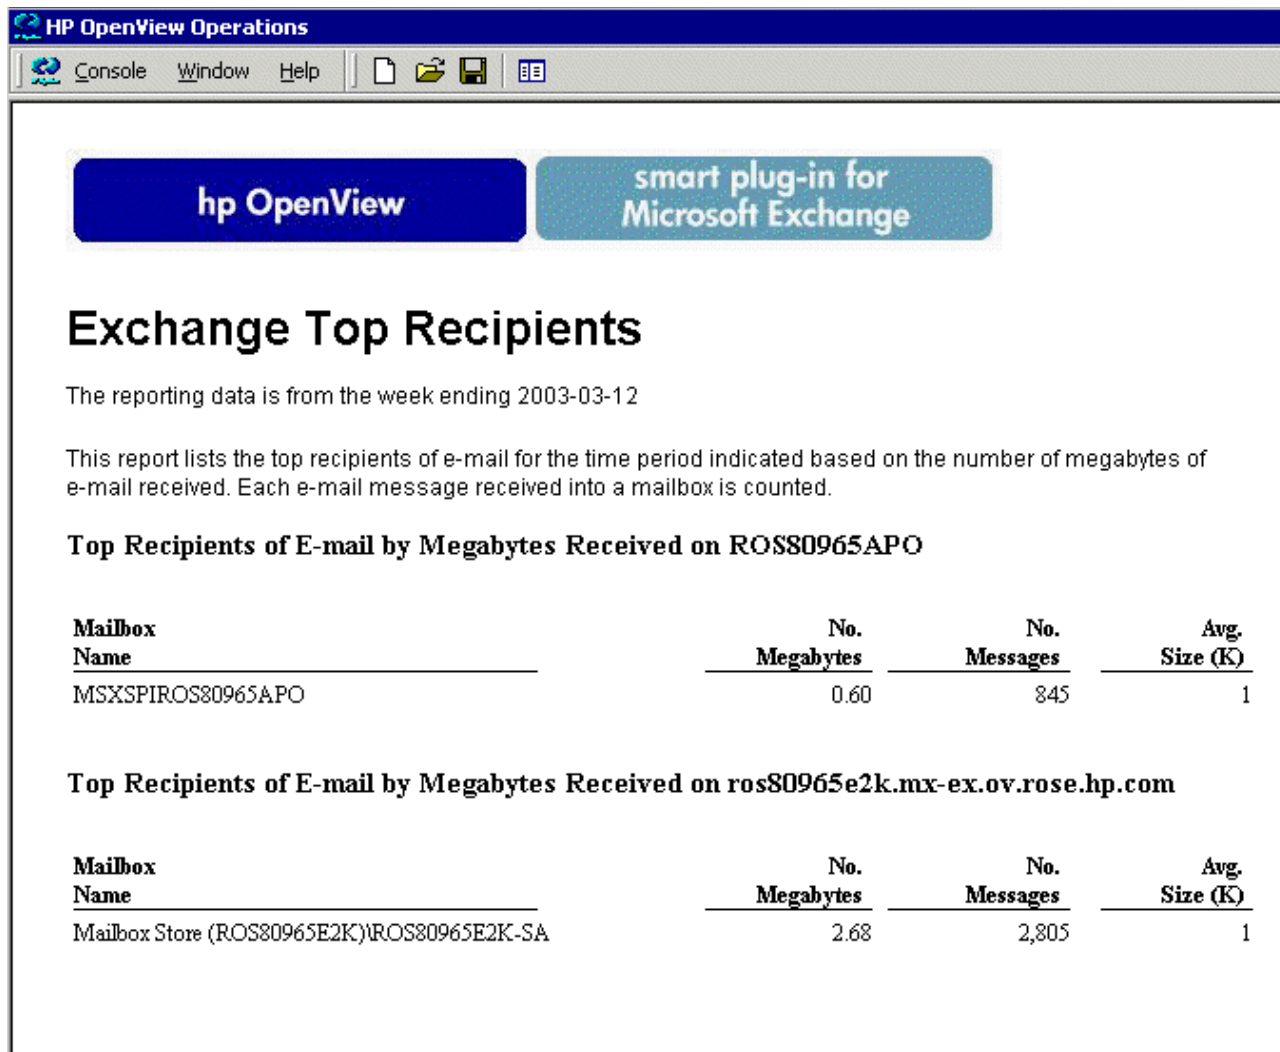 HP OpenView Operations
Console Window Help
hp OpenView
smart plug-in for
Microsoft Exchange
Exchange Top Recipients
The reporting data is from the week ending 2003-03-12
This report lists the top recipients of e-mail for the time period indicated based on the number of megabytes of
e-mail received. Each e-mail message received into a mailbox is counted.
Top Recipients of E-mail by Megabytes Received on ROS80965APO
Mailbox No. No. Avg.
Name Megabytes Messages Size (K)
MSXSPIROS80965APO 0.60 845 1
Top Recipients of E-mail by Megabytes Received on ros80965e2k.mx-ex.ov.rose.hp.com
Mailbox No. No. Avg.
Name Megabytes Messages Size (K)
Mailbox Store (ROS80965E2K)\ROS80965E2K-SA 2.68 2,805 1